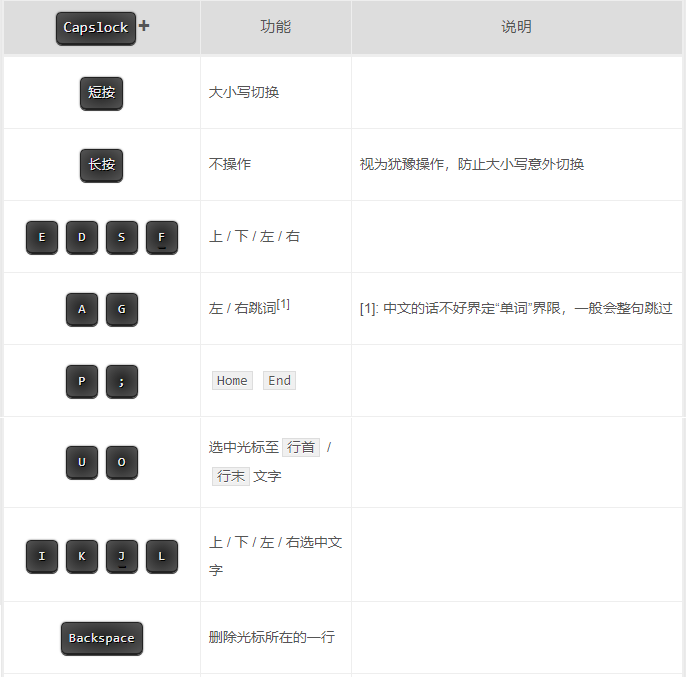 Capslock + 功能 说明
短按 大小写切换
长按 不操作 视为犹豫操作，防止大小写意外切换
E D S F 上 / 下 / 左 / 右
A G 左 / 右跳词[1] [1]: 中文的话不好界定“单词”界限，一般会整句跳过
P ; Home End
U O 选中光标至 行首 /
行末 文字
I K J L 上 / 下 / 左 / 右选中文
字
Backspace 删除光标所在的一行